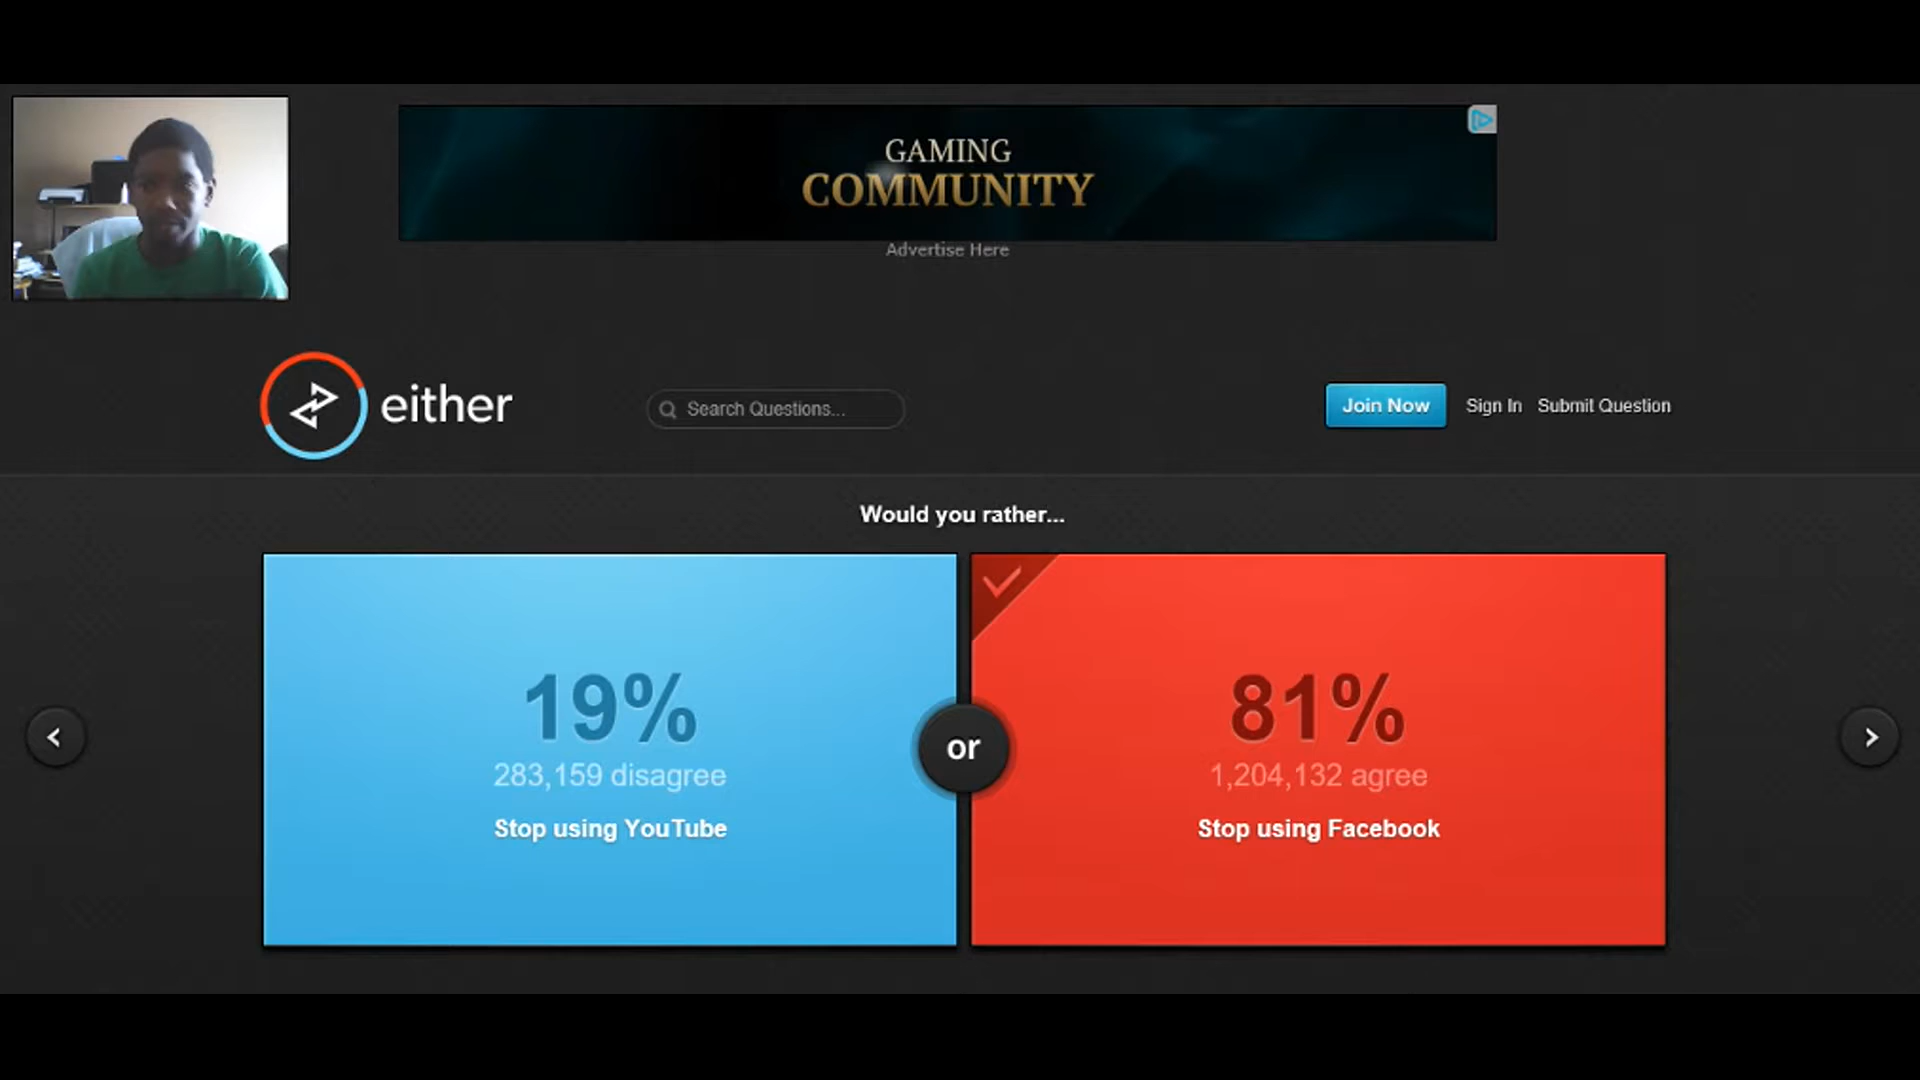 GAMING
COMMUNITY
Advertise Here
either
Search Questions...
Join Now
Sign In
Submit Question
Would you rather...
19%
283,159 disagree
Stop using YouTube
or
81%
1,204,132 agree
Stop using Facebook